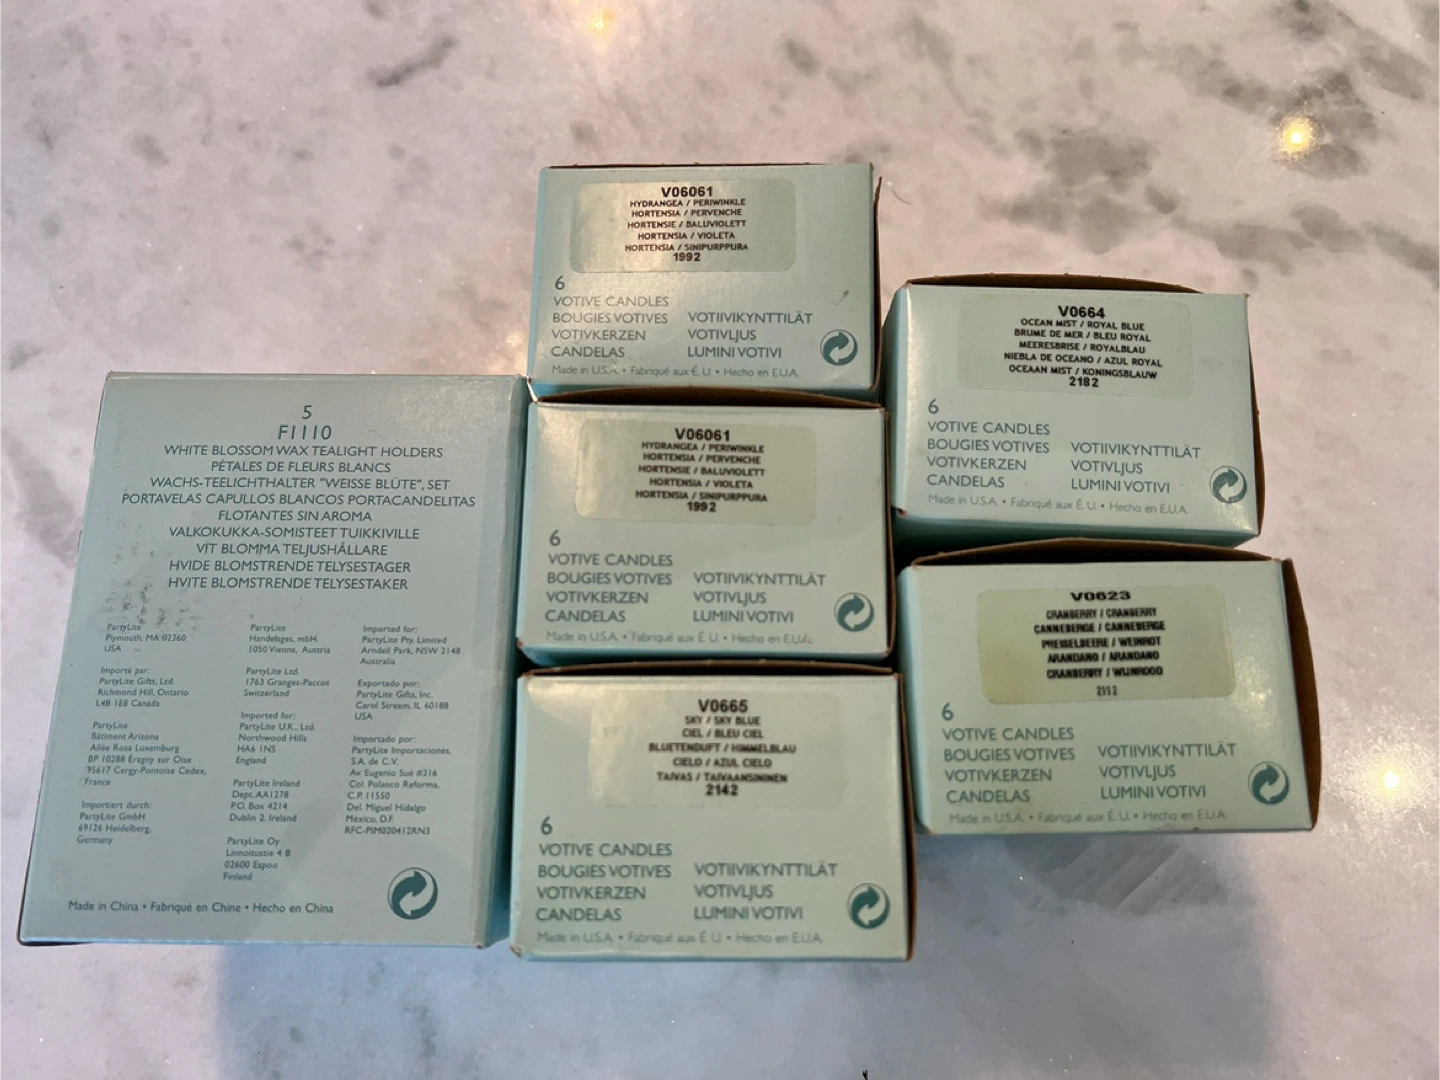 5
F1110
WHITE BLOSSOM WAX TEALIGHT HOLDERS
PÉTALES DE FLEURS BLANCS
WACHS-TEELICHTHALTER "WEISSE BLÜTE", SET
PORTAVELAS CAPULLOS BLANCOS PORTACANDELITAS
FLOTANTES SIN AROMA
VALKOKUKKA-SOMISTEET TUIKKIVILLE
VIT BLOMMA TELJUSHÅLLARE
HVIDE BLOMSTRENDE TELYSESTAGER
HVITE BLOMSTRENDE TELYSESTAKER
PartyLite
Plymouth, MA 02360
USA
Importé par:
PartyLite Gifts, Ltd.
Richmond Hill, Ontario
L4B 1E8 Canada
PartyLite
Bâtiment Arizona
Allée Rosa Luxemburg
BP 10288 Eragny sur Oise
95617 Cergy-Pontoise Cedex,
France
Importiert durch:
PartyLite GmbH
69126 Heidelberg,
Germany
PartyLite
Handelsges. mbH.
1050 Vienna, Austria
PartyLite Ltd.
1763 Granges-Paccot
Switzerland
Imported for:
PartyLite U.K., Ltd.
Northwood Hills
HA6 1NS
England
PartyLite Ireland
Dept. AA1278
P.O. Box 4214
Dublin 2, Ireland
PartyLite Oy
Linnoitustie 4 B
02600 Espoo
Finland
Imported for:
PartyLite Pty. Limited
Arndell Park, NSW 2148
Australia
Exportado por:
PartyLite Gifts, Inc.
Carol Stream, IL 60188
USA
Importado por:
PartyLite Importaciones,
S.A. de C.V.
Av. Eugenio Sué #316
Col. Polanco Reforma,
C.P. 11550
Del. Miguel Hidalgo
México, D.F.
RFC-PIM020412RN3
Made in China • Fabriqué en Chine • Hecho en China
V06061
HYDRANGEA / PERIWINKLE
HORTENSIA / PERVENCHE
HORTENSIE / BALUVIOLETT
HORTENSIA / VIOLETA
HORTENSIA / SINIPURPPURA
1992
6
VOTIVE CANDLES
BOUGIES VOTIVES VOTIIVIKYNTTILÄT
VOTIVKERZEN VOTIVLJUS
CANDELAS LUMINI VOTIVI
Made in U.S.A. • Fabriqué aux É. U. • Hecho en E.U.A.
V06061
HYDRANGEA / PERIWINKLE
HORTENSIA / PERVENCHE
HORTENSIE / BALUVIOLETT
HORTENSIA / VIOLETA
HORTENSIA / SINIPURPPURA
1992
6
VOTIVE CANDLES
BOUGIES VOTIVES VOTIIVIKYNTTILÄT
VOTIVKERZEN VOTIVLJUS
CANDELAS LUMINI VOTIVI
Made in U.S.A. • Fabriqué aux É. U. • Hecho en E.U.A.
V0665
SKY / SKY BLUE
CIEL / BLEU CIEL
BLUETENDUFT / HIMMELBLAU
CIELO / AZUL CIELO
TAIVAS / TAIVAANSININEN
2142
6
VOTIVE CANDLES
BOUGIES VOTIVES VOTIIVIKYNTTILÄT
VOTIVKERZEN VOTIVLJUS
CANDELAS LUMINI VOTIVI
Made in U.S.A. • Fabriqué aux É. U. • Hecho en E.U.A.
V0664
OCEAN MIST / ROYAL BLUE
BRUME DE MER / BLEU ROYAL
MEERESBRISE / ROYALBLAU
NIEBLA DE OCEANO / AZUL ROYAL
OCEAAN MIST / KONINGSBLAUW
2182
6
VOTIVE CANDLES
BOUGIES VOTIVES VOTIIVIKYNTTILÄT
VOTIVKERZEN VOTIVLJUS
CANDELAS LUMINI VOTIVI
Made in U.S.A. • Fabriqué aux É. U. • Hecho en E.U.A.
V0623
CRANBERRY / CRANBERRY
CANNEBERGE / CANNEBERGE
PREISELBEERE / WEINROT
ARANDANO / ARANDANO
CRANBERRY / WIJNROOD
2112
6
VOTIVE CANDLES
BOUGIES VOTIVES VOTIIVIKYNTTILÄT
VOTIVKERZEN VOTIVLJUS
CANDELAS LUMINI VOTIVI
Made in U.S.A. • Fabriqué aux É. U. • Hecho en E.U.A.